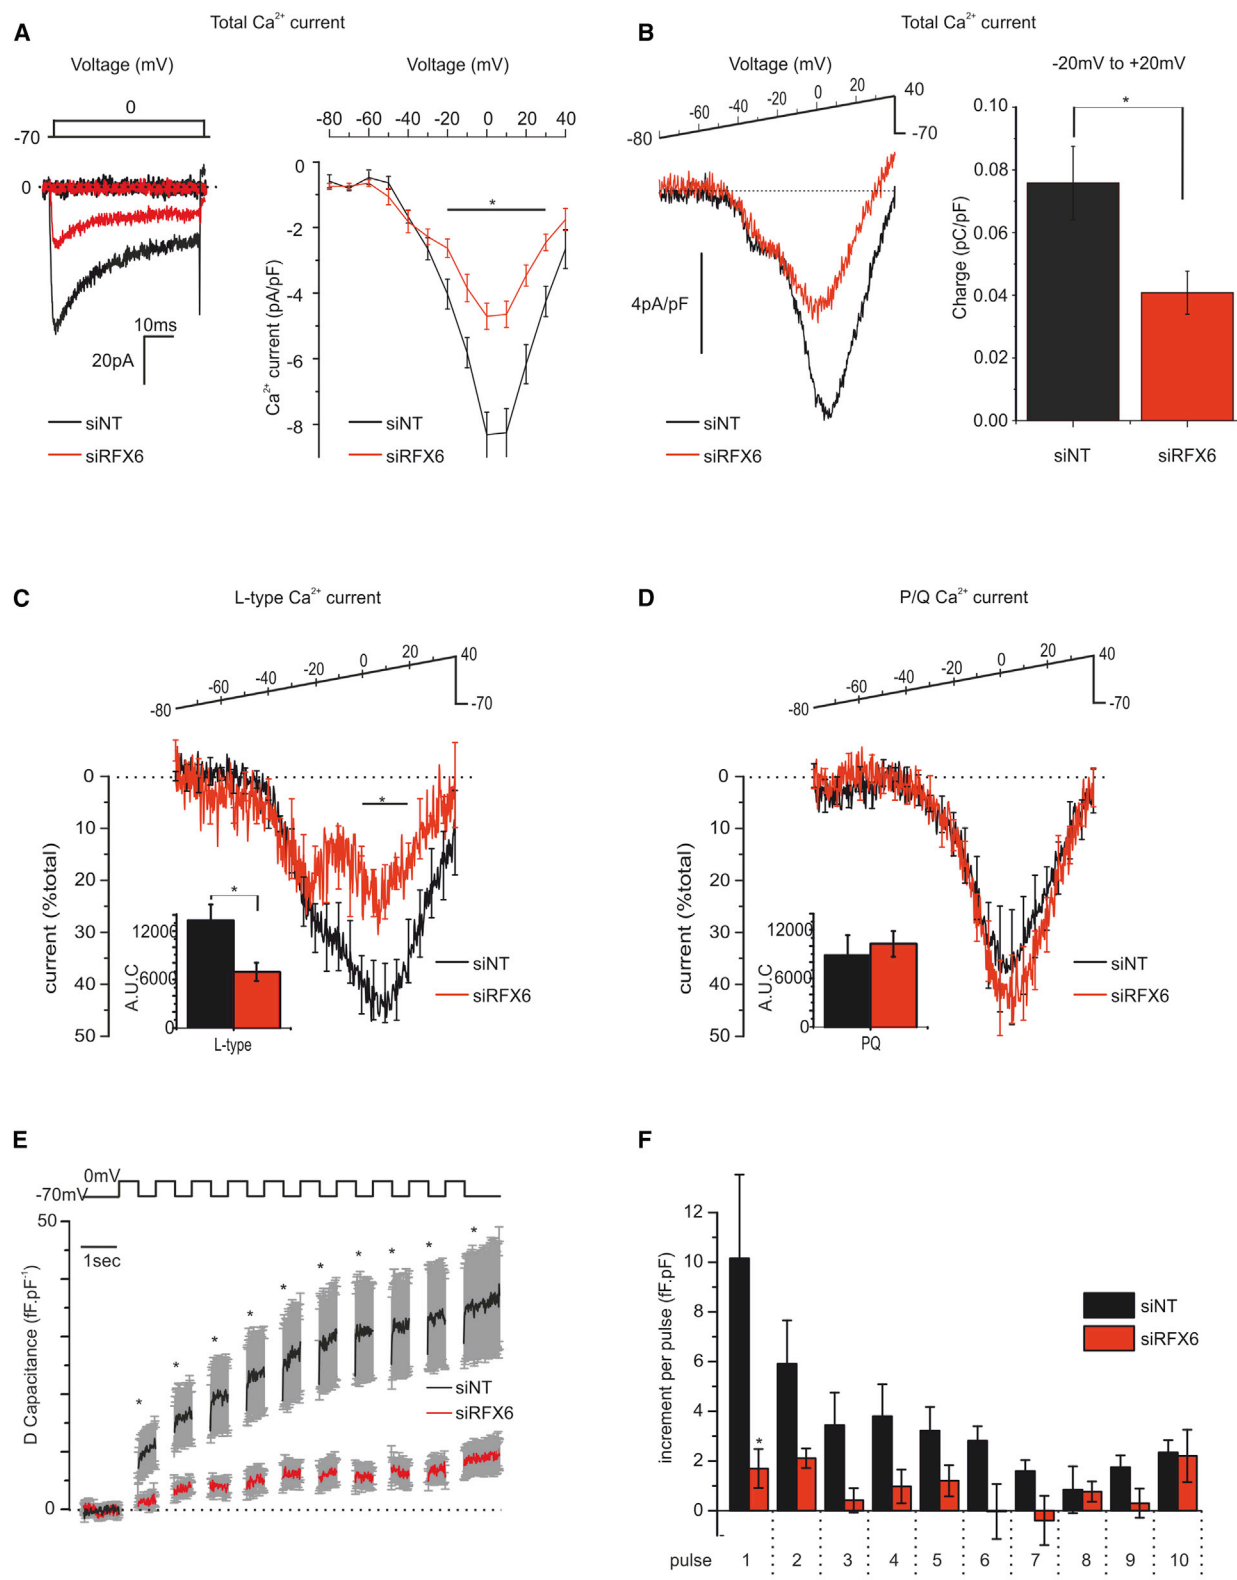 A
Total Ca²⁺ current
Voltage (mV)
0
-70
0
10ms
20pA
siNT
siRFX6
Voltage (mV)
-80 -60 -40 -20 0 20 40
0
-2
-4
-6
-8
Ca²⁺ current (pA/pF)
*
siNT
siRFX6
B
Total Ca²⁺ current
Voltage (mV)
-80 -60 -40 -20 0 20 40
-70
4pA/pF
siNT
siRFX6
-20mV to +20mV
*
0.10
0.08
0.06
0.04
0.02
0.00
Charge (pC/pF)
siNT siRFX6
C
L-type Ca²⁺ current
-80 -60 -40 -20 0 20 40
-70
0
10
20
30
40
50
current (%total)
*
*
12000
6000
0
A.U.C
L-type
siNT
siRFX6
D
P/Q Ca²⁺ current
-80 -60 -40 -20 0 20 40
-70
0
10
20
30
40
50
current (%total)
12000
6000
0
A.U.C
PQ
siNT
siRFX6
E
0mV
-70mV
50
1sec
D Capacitance (fF.pF⁻¹)
* * * * * * * * * *
siNT
siRFX6
0
F
12
10
8
6
4
2
0
-
increment per pulse (fF.pF)
*
siNT
siRFX6
pulse 1 2 3 4 5 6 7 8 9 10